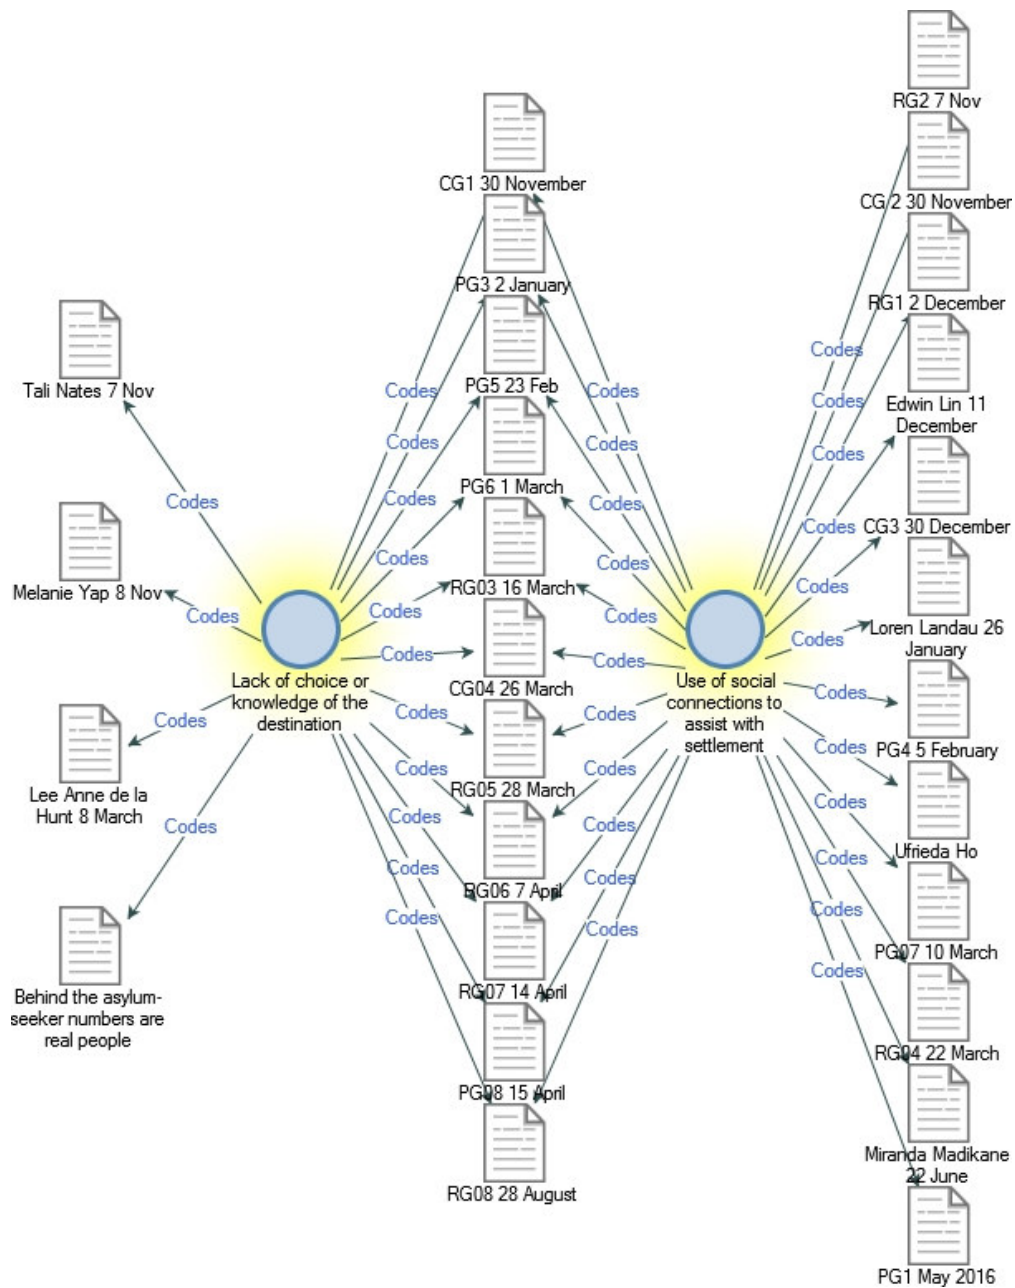 Tali Nates 7 Nov
Melanie Yap 8 Nov
Lee Anne de la
Hunt 8 March
Behind the asylum-
seeker numbers are
real people
Codes
Codes
Codes
Codes
Lack of choice or
knowledge of the
destination
Codes
Codes
Codes
Codes
Codes
Codes
Codes
Codes
Codes
Codes
Codes
CG1 30 November
PG3 2 January
PG5 23 Feb
PG6 1 March
RG03 16 March
CG04 26 March
RG05 28 March
RG06 7 April
RG07 14 April
PG08 15 April
RG08 28 August
Codes
Codes
Codes
Codes
Codes
Codes
Codes
Codes
Codes
Codes
Codes
Use of social
connections to
assist with
settlement
Codes
Codes
Codes
Codes
Codes
Codes
Codes
Codes
Codes
Codes
Codes
Codes
RG2 7 Nov
CG 2 30 November
RG1 2 December
Edwin Lin 11
December
CG3 30 December
Loren Landau 26
January
PG4 5 February
Ufrieda Ho
PG07 10 March
RG04 22 March
Miranda Madikane
22 June
PG1 May 2016